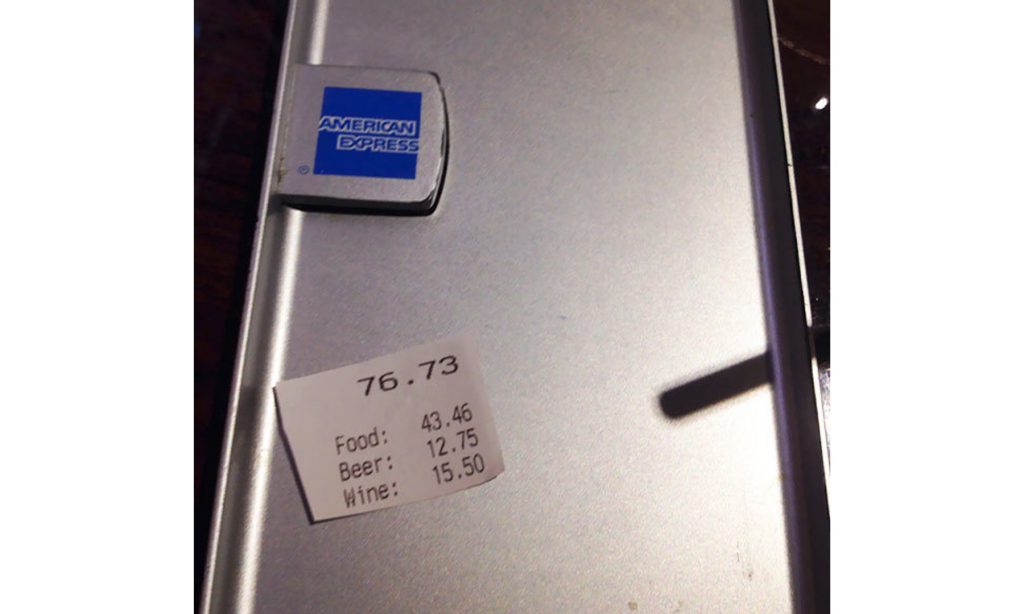 AMERICAN
EXPRESS
®
76.73
Food: 43.46
Beer: 12.75
Wine: 15.50